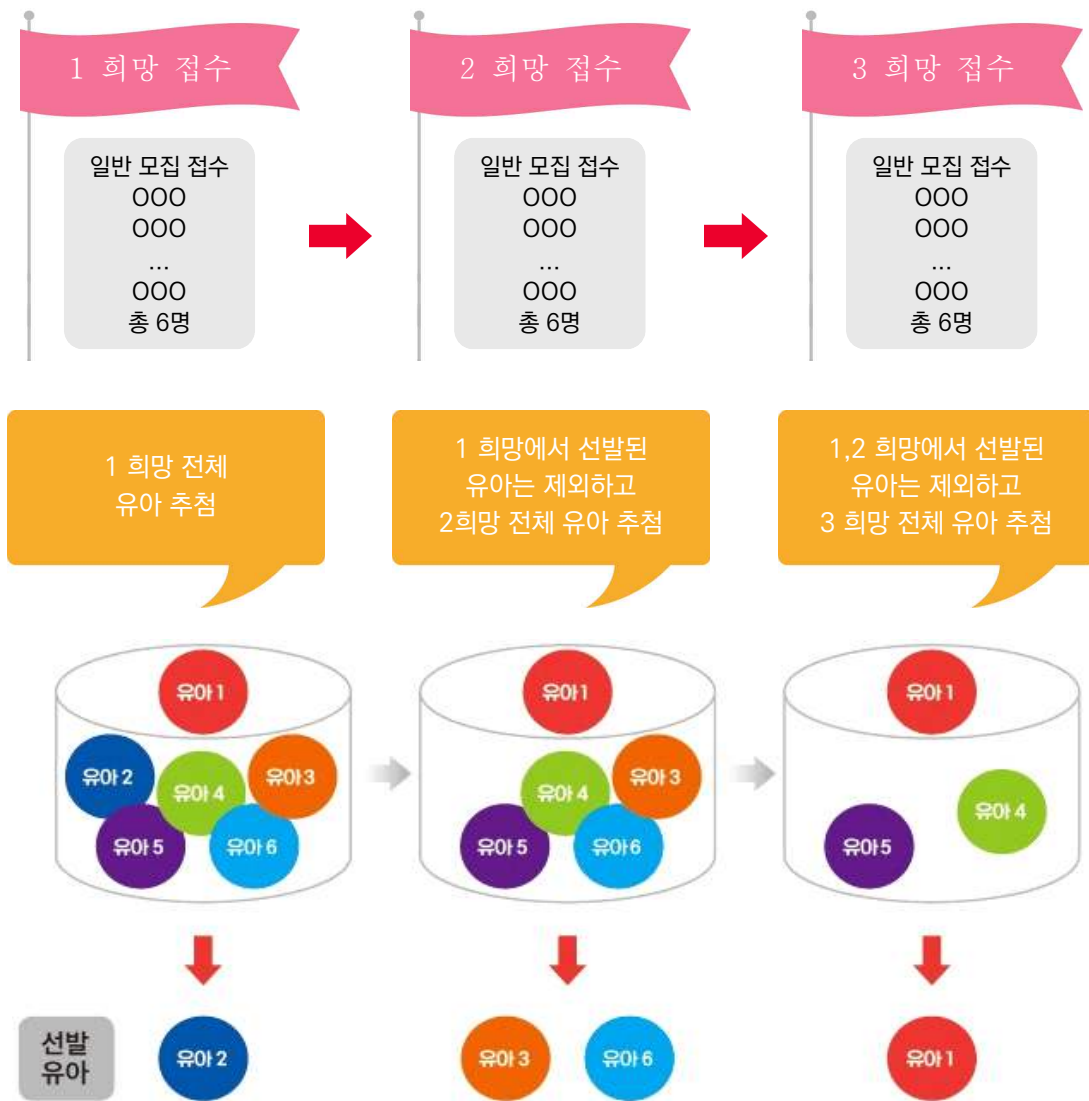 1 희망 접수
2 희망 접수
3 희망 접수
일반 모집 접수
OOO
OOO
...
OOO
총 6명
일반 모집 접수
OOO
OOO
...
OOO
총 6명
일반 모집 접수
OOO
OOO
...
OOO
총 6명
1 희망 전체
유아 추첨
1 희망에서 선발된
유아는 제외하고
2희망 전체 유아 추첨
1,2 희망에서 선발된
유아는 제외하고
3 희망 전체 유아 추첨
유아 1
유아 2
유아 4
유아 3
유아 5
유아 6
유아 1
유아 4
유아 3
유아 5
유아 6
유아 1
유아 4
유아 5
선발
유아
유아 2
유아 3
유아 6
유아 1